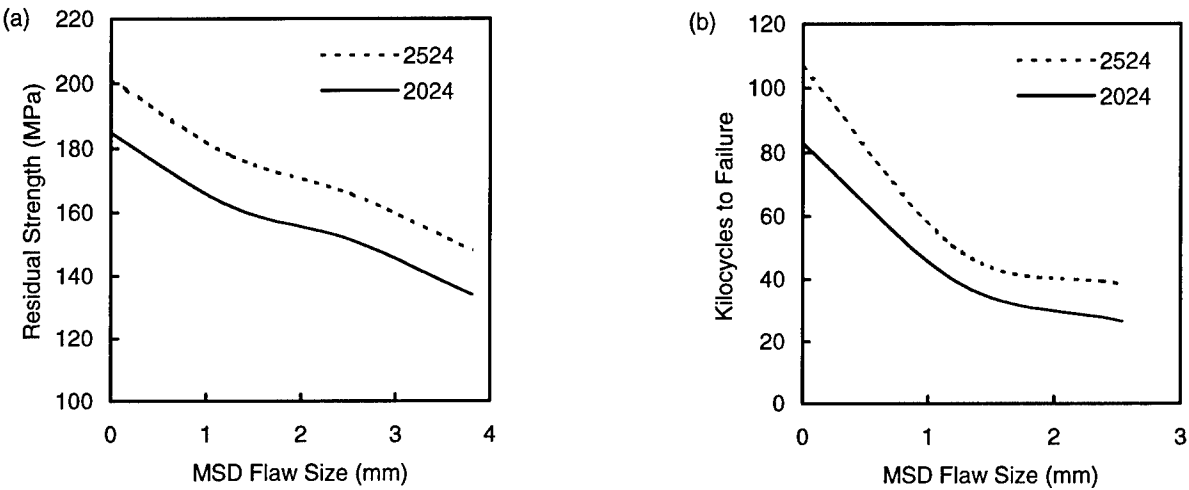 (a)
220
200
180
160
140
120
100
Residual Strength (MPa)
2524
2024
0 1 2 3 4
MSD Flaw Size (mm)
(b)
120
100
80
60
40
20
0
Kilocycles to Failure
2524
2024
0 1 2 3
MSD Flaw Size (mm)